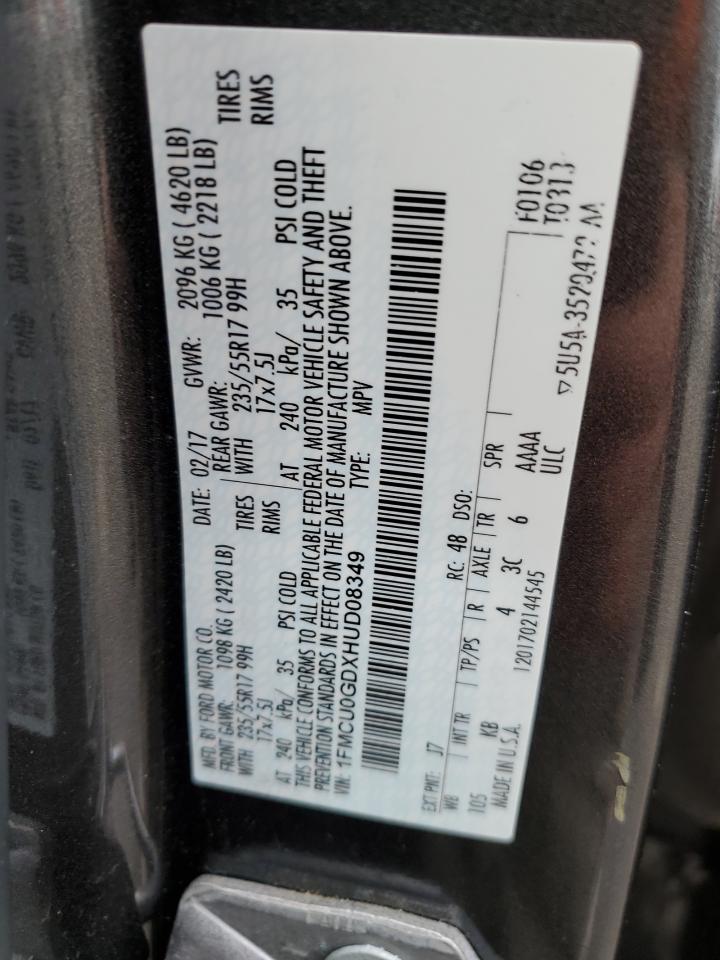 MFD. BY FORD MOTOR CO. DATE: 02/17 GVWR: 2096 KG ( 4620 LB)
FRONT GAWR: 1098 KG ( 2420 LB) REAR GAWR: 1006 KG ( 2218 LB)
WITH 235/55R17 99H TIRES WITH 235/55R17 99H TIRES
17x7.5J RIMS 17x7.5J RIMS
AT 240 kPa/ 35 PSI COLD AT 240 kPa/ 35 PSI COLD
THIS VEHICLE CONFORMS TO ALL APPLICABLE FEDERAL MOTOR VEHICLE SAFETY AND THEFT
PREVENTION STANDARDS IN EFFECT ON THE DATE OF MANUFACTURE SHOWN ABOVE.
VIN: 1FMCU0GDXHUD08349 TYPE: MPV
EXT PNT: J7 RC: 48 DSO: F0106
WB INT TR TP/PS R AXLE TR SPR T0313
105 KB 4 3C 6 AAAA
MADE IN U.S.A. 1201702144545 ULC